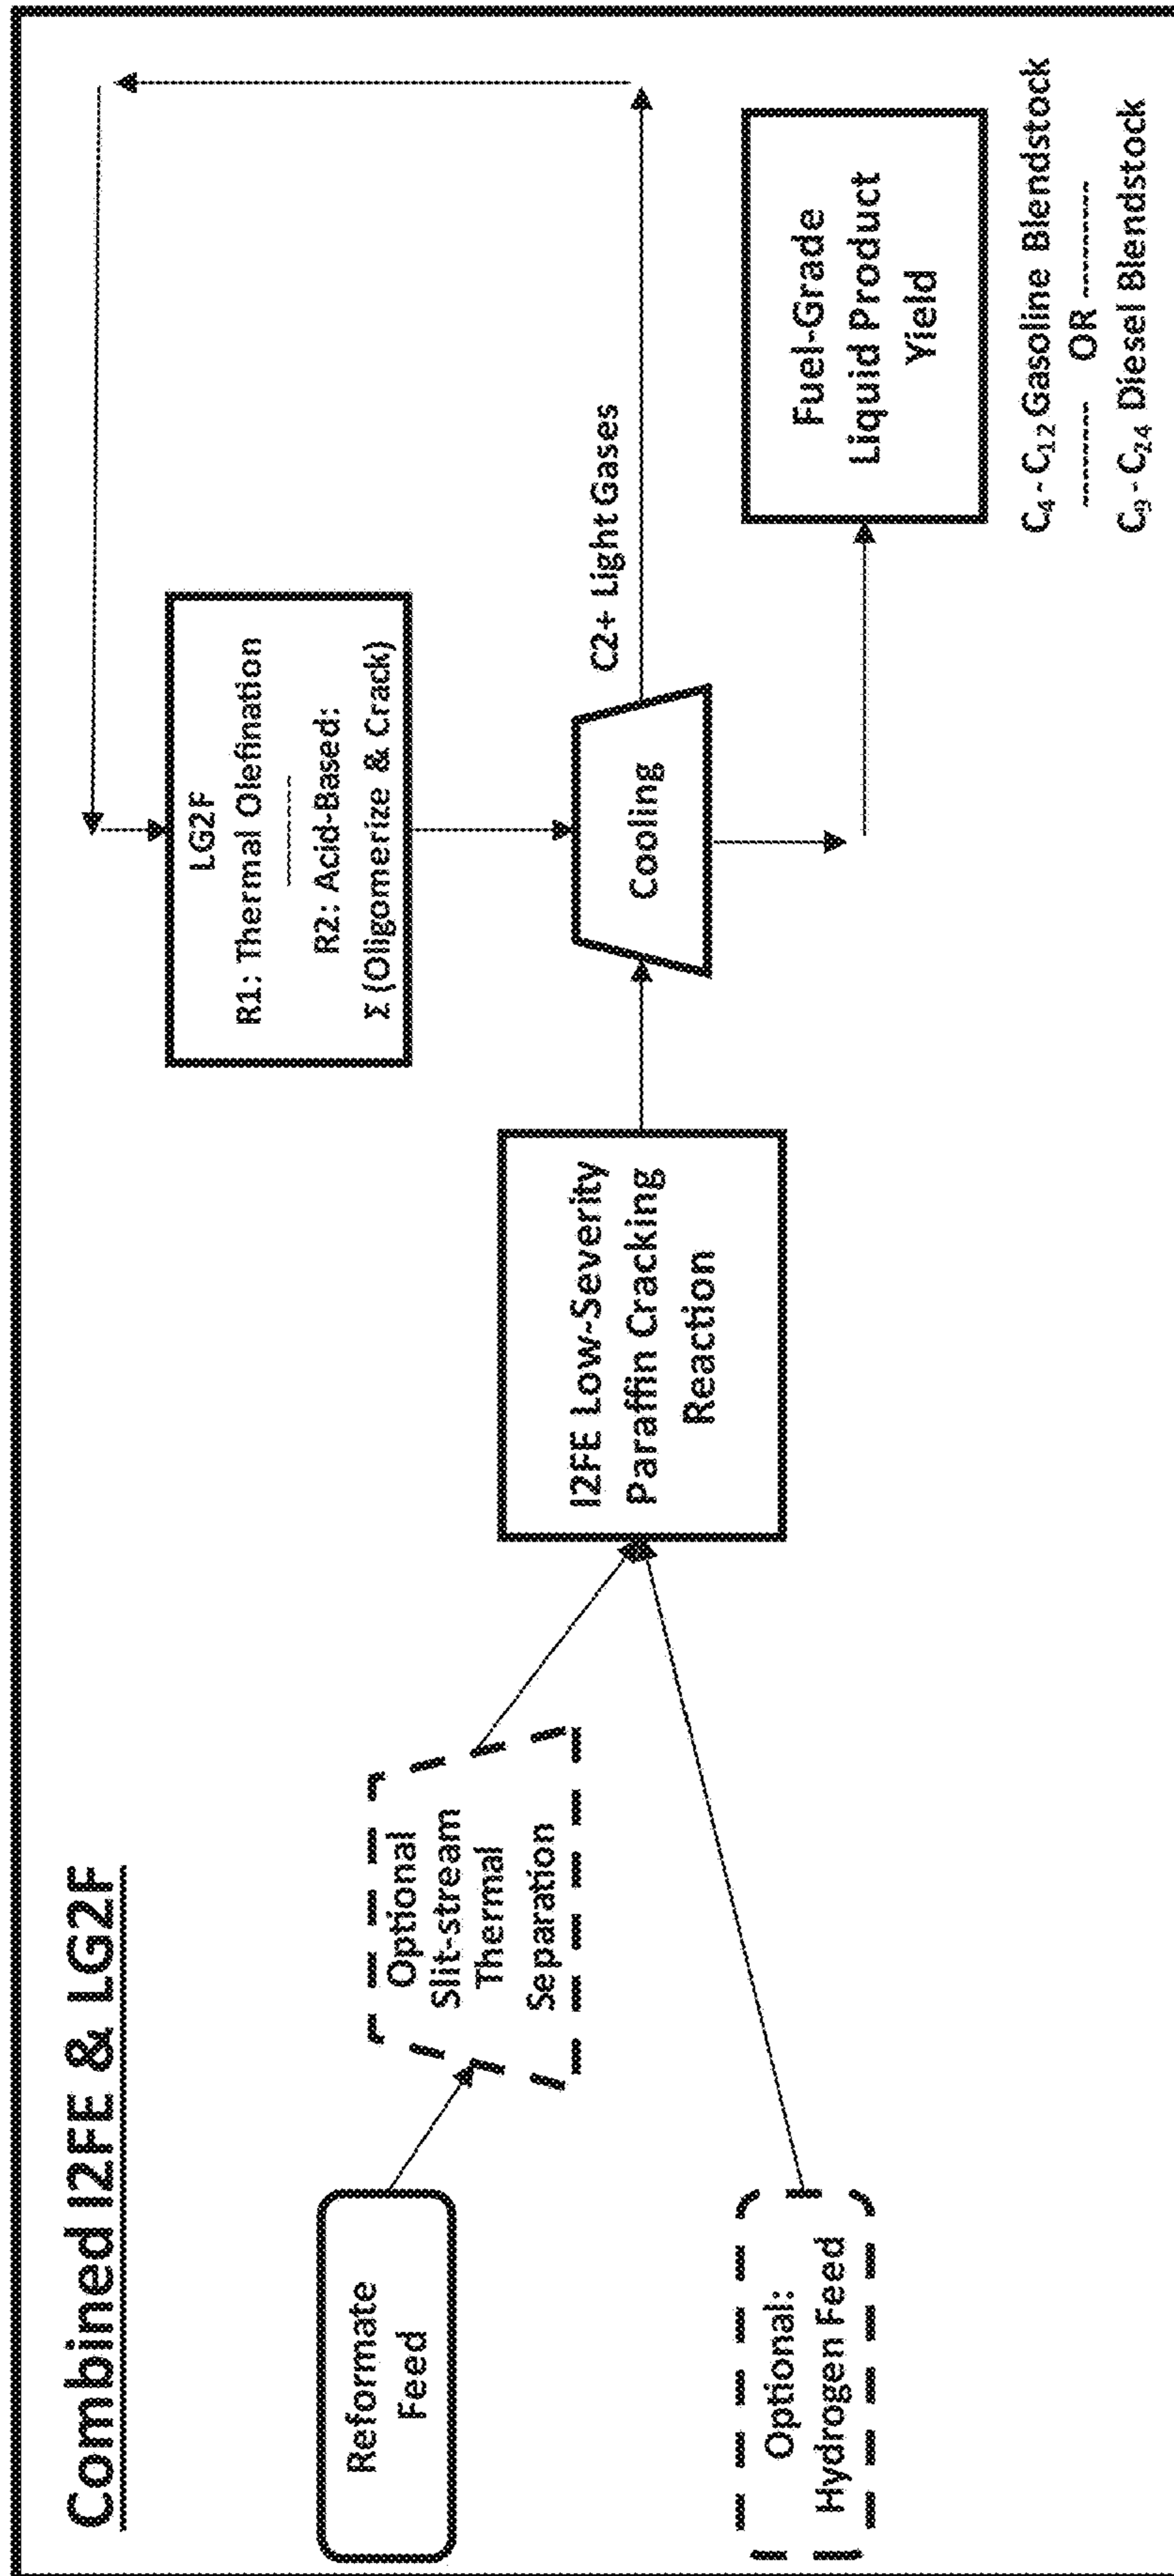 Combined I2FE & LG2F
Reformate
Feed
Optional:
Hydrogen Feed
Optional
Slit-stream
Thermal
Separation
I2FE Low-Severity
Paraffin Cracking
Reaction
LG2F
R1: Thermal Olefination
R2: Acid-Based:
Σ (Oligomerize & Crack)
Cooling
C2+ Light Gases
Fuel-Grade
Liquid Product
Yield
C₄ - C₁₂ Gasoline Blendstock
OR
C₉ - C₂₄ Diesel Blendstock